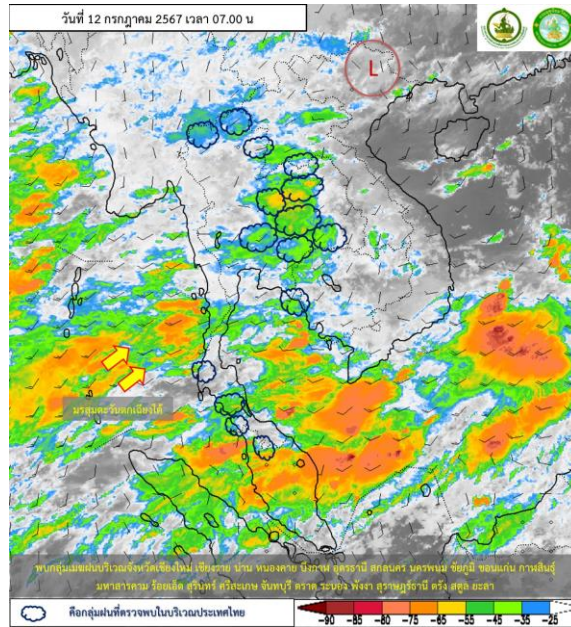 วันที่ 12 กรกฎาคม 2567 เวลา 07.00 น
L
มรสุมตะวันตกเฉียงใต้
พบกลุ่มเมฆฝนบริเวณจังหวัดเชียงใหม่ เชียงราย น่าน หนองคาย บึงกาฬ อุดรธานี สกลนคร นครพนม ชัยภูมิ ขอนแก่น กาฬสินธุ์
มหาสารคาม ร้อยเอ็ด สุรินทร์ ศรีสะเกษ จันทบุรี ตราด ระนอง พังงา สุราษฎร์ธานี ตรัง สตูล ยะลา
คือกลุ่มฝนที่ตรวจพบในบริเวณประเทศไทย
-90 -85 -75 -65 -55 -45 -35 -25